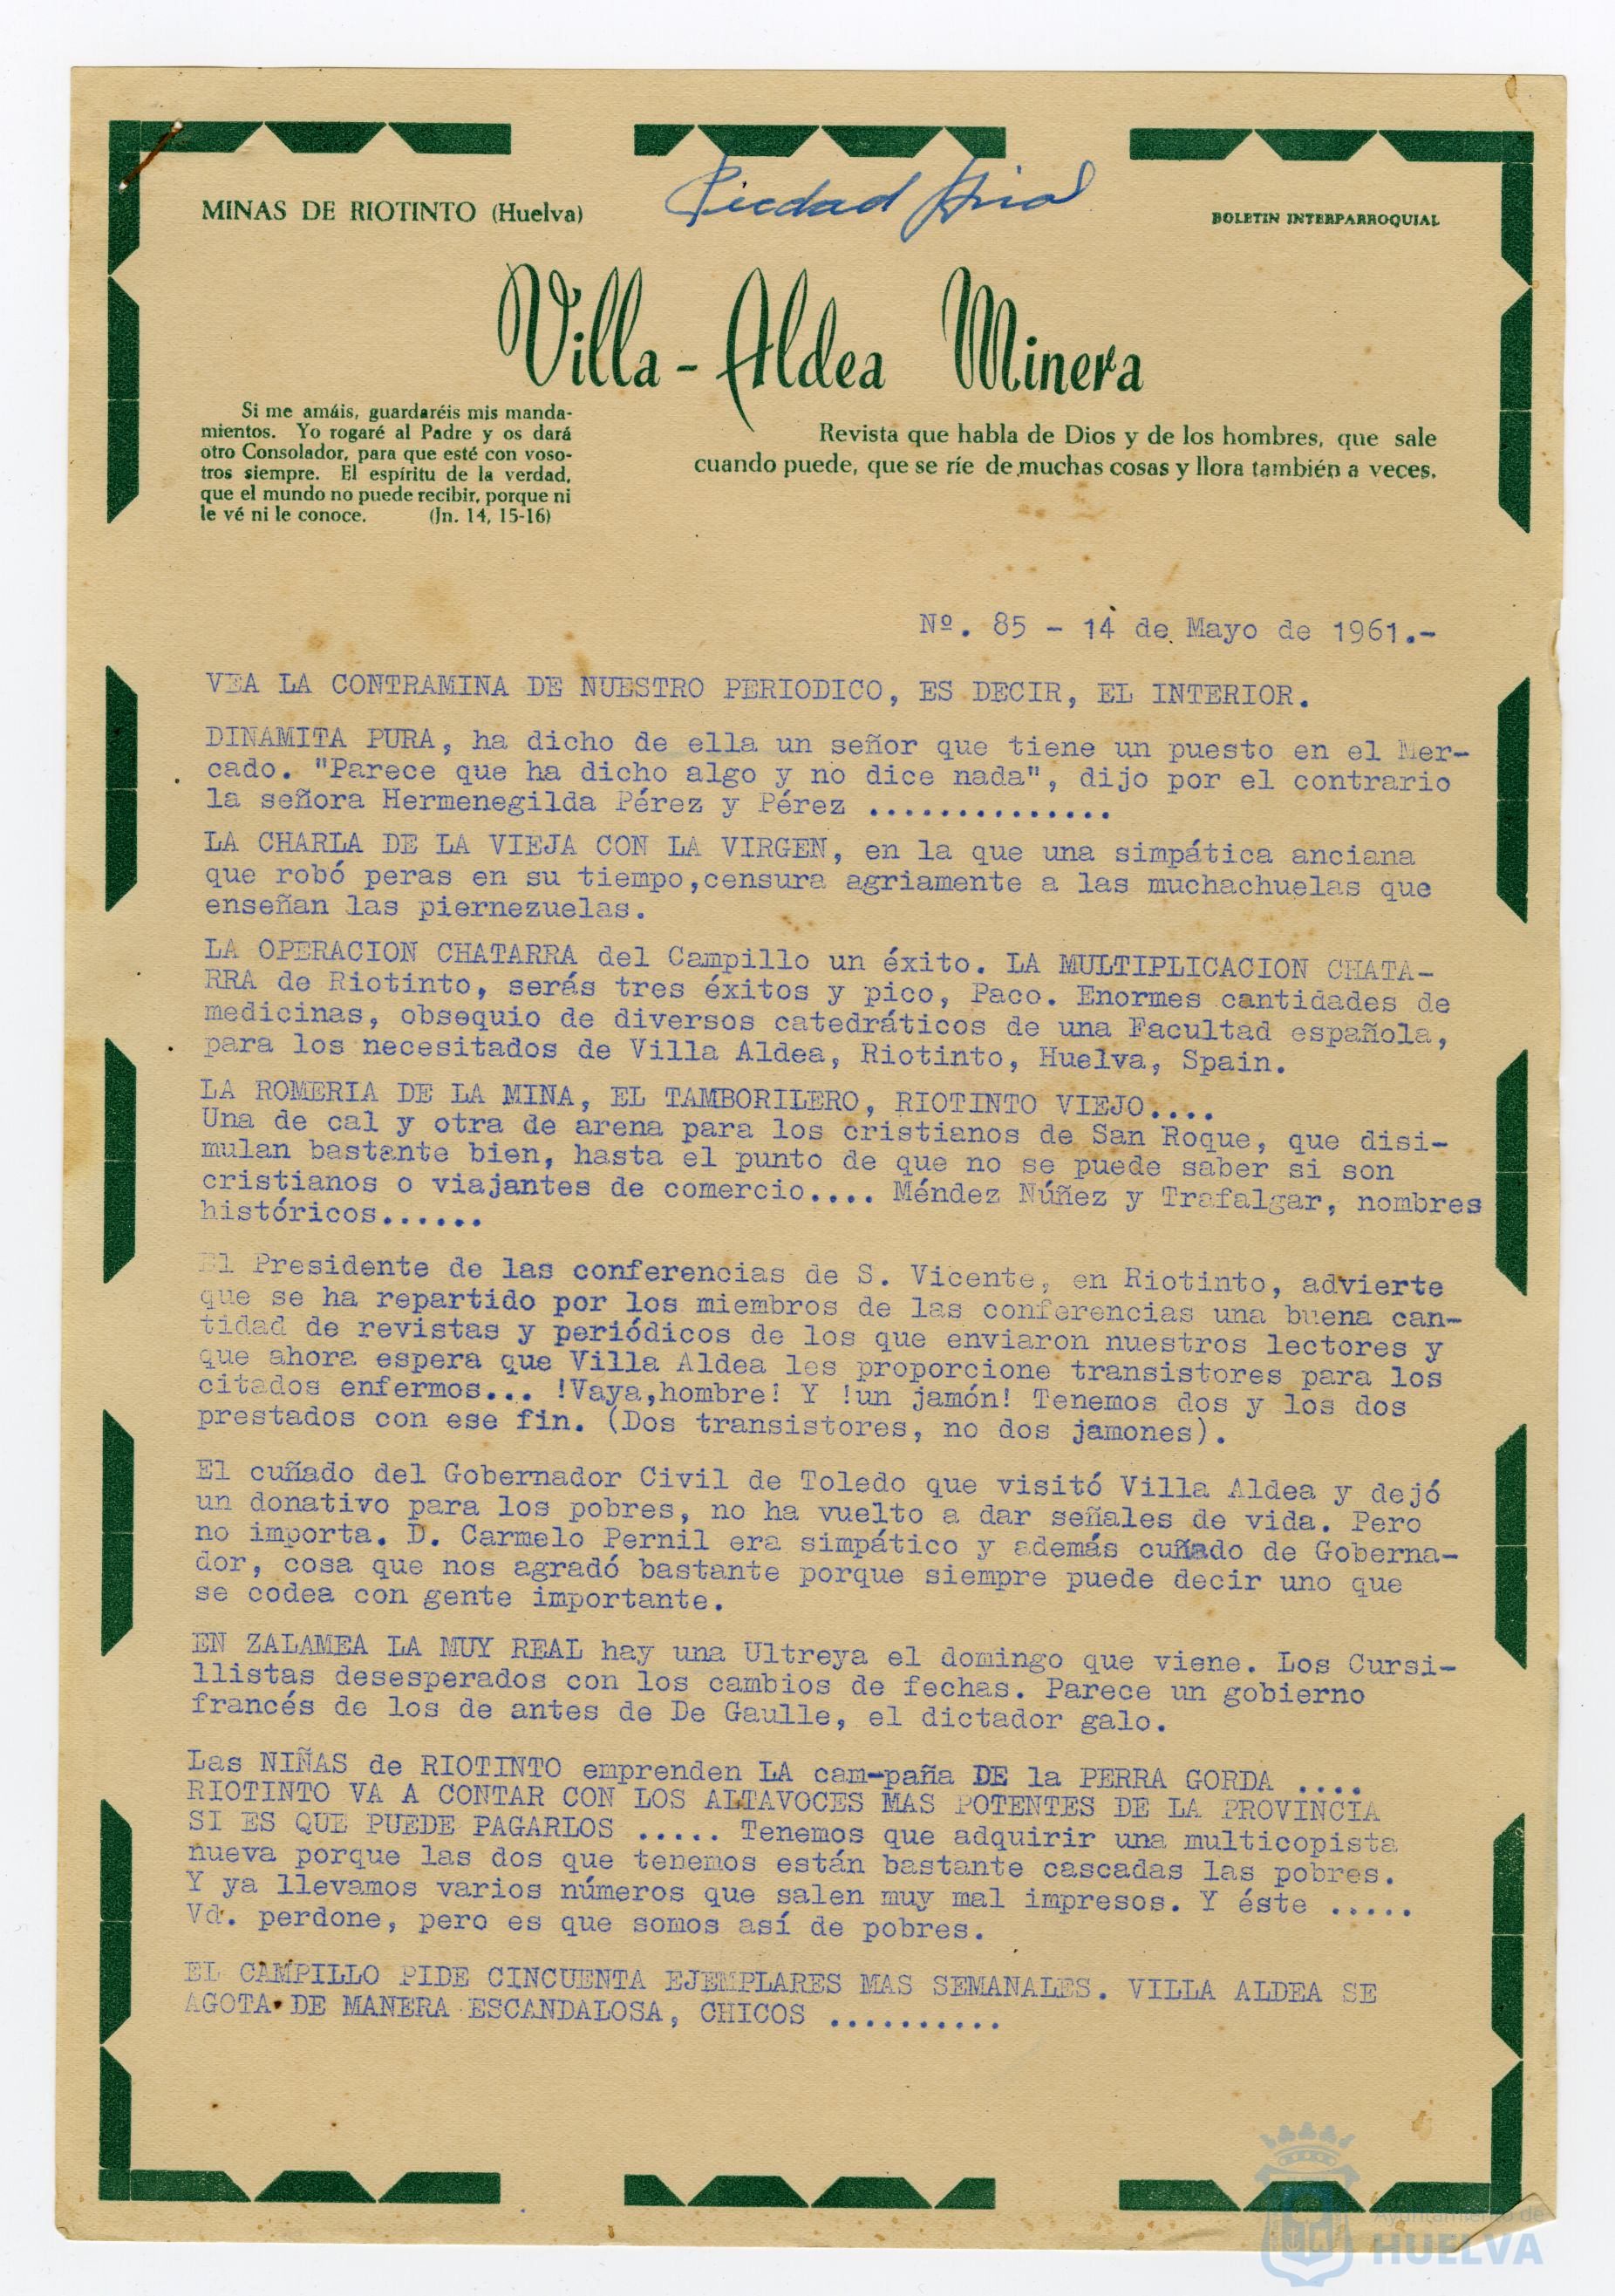 MINAS DE RIOTINTO (Huelva)
Piedad
BOLETIN INTERPARROQUIAL
Villa-Aldea Minera
Si me amáis, guardaréis mis manda-
mientos. Yo rogaré al Padre y os dará
otro Consolador, para que esté con voso-
tros siempre. El espíritu de la verdad,
que el mundo no puede recibir, porque ni
le vé ni le conoce. (Jn. 14, 15-16)
Revista que habla de Dios y de los hombres, que sale
cuando puede, que se ríe de muchas cosas y llora también a veces.
Nº. 85 - 14 de Mayo de 1961.-
VEA LA CONTRAMINA DE NUESTRO PERIODICO, ES DECIR, EL INTERIOR.
DINAMITA PURA, ha dicho de ella un señor que tiene un puesto en el Mer-
cado. "Parece que ha dicho algo y no dice nada", dijo por el contrario
la señora Hermenegilda Pérez y Pérez ..............
LA CHARLA DE LA VIEJA CON LA VIRGEN, en la que una simpática anciana
que robó peras en su tiempo,censura agriamente a las muchachuelas que
enseñan las piernezuelas.
LA OPERACION CHATARRA del Campillo un éxito. LA MULTIPLICACION CHATA-
RRA de Riotinto, serás tres éxitos y pico, Paco. Enormes cantidades de
medicinas, obsequio de diversos catedráticos de una Facultad española,
para los necesitados de Villa Aldea, Riotinto, Huelva, Spain.
LA ROMERIA DE LA MINA, EL TAMBORILERO, RIOTINTO VIEJO....
Una de cal y otra de arena para los cristianos de San Roque, que disi-
mulan bastante bien, hasta el punto de que no se puede saber si son
cristianos o viajantes de comercio.... Méndez Núñez y Trafalgar, nombres
históricos......
El Presidente de las conferencias de S. Vicente, en Riotinto, advierte
que se ha repartido por los miembros de las conferencias una buena can-
tidad de revistas y periódicos de los que enviaron nuestros lectores y
que ahora espera que Villa Aldea les proporcione transistores para los
citados enfermos... !Vaya,hombre! Y !un jamón! Tenemos dos y los dos
prestados con ese fin. (Dos transistores, no dos jamones).
El cuñado del Gobernador Civil de Toledo que visitó Villa Aldea y dejó
un donativo para los pobres, no ha vuelto a dar señales de vida. Pero
no importa. D. Carmelo Pernil era simpático y además cuñado de Goberna-
dor, cosa que nos agradó bastante porque siempre puede decir uno que
se codea con gente importante.
EN ZALAMEA LA MUY REAL hay una Ultreya el domingo que viene. Los Cursi-
llistas desesperados con los cambios de fechas. Parece un gobierno
francés de los de antes de De Gaulle, el dictador galo.
Las NIÑAS de RIOTINTO emprenden LA cam-paña DE la PERRA GORDA ....
RIOTINTO VA A CONTAR CON LOS ALTAVOCES MAS POTENTES DE LA PROVINCIA
SI ES QUE PUEDE PAGARLOS ..... Tenemos que adquirir una multicopista
nueva porque las dos que tenemos están bastante cascadas las pobres.
Y ya llevamos varios números que salen muy mal impresos. Y éste .....
Vd. perdone, pero es que somos así de pobres.
EL CAMPILLO PIDE CINCUENTA EJEMPLARES MAS SEMANALES. VILLA ALDEA SE
AGOTA DE MANERA ESCANDALOSA, CHICOS ..........
Ayuntamiento de
HUELVA